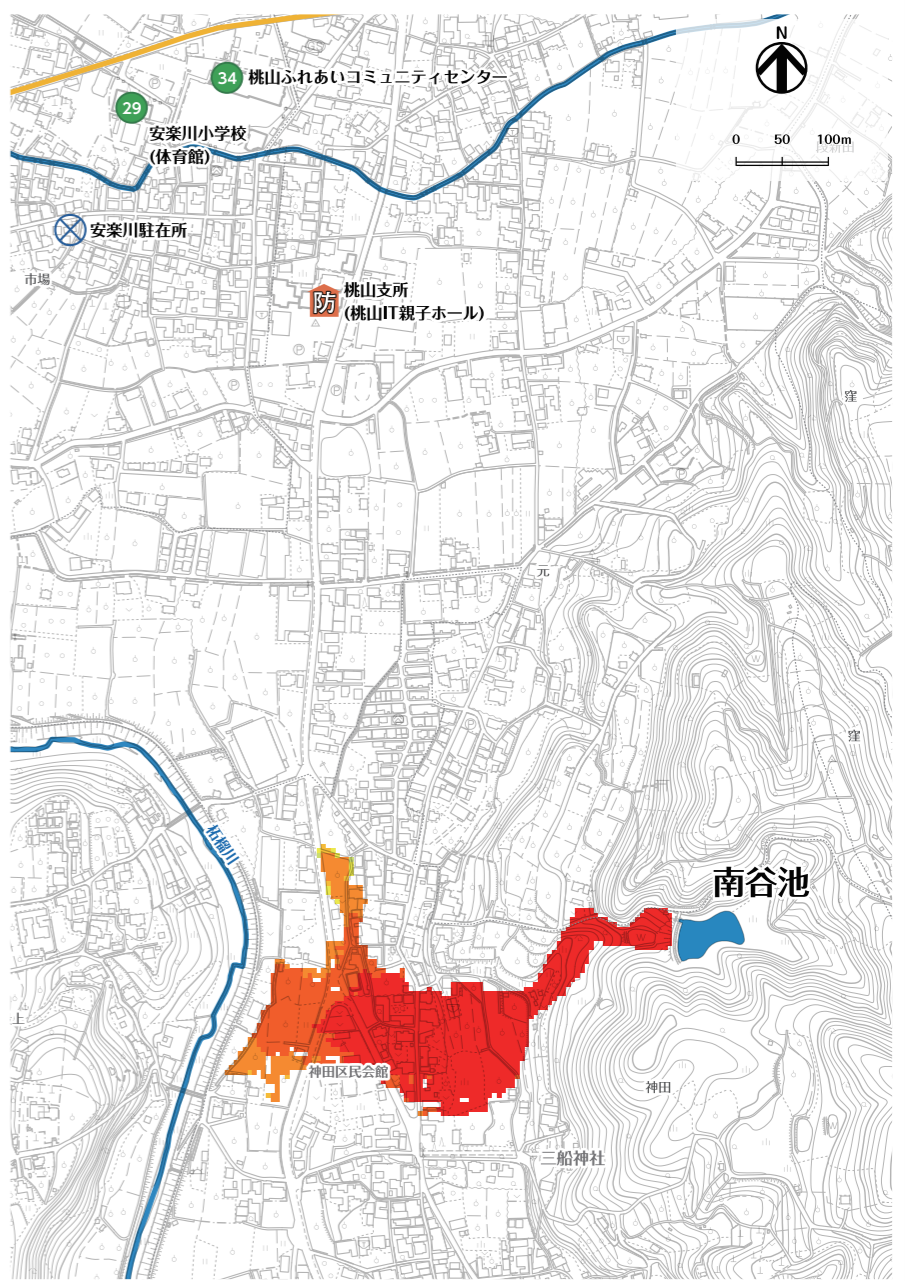 N
34 桃山ふれあいコミュニティセンター
29
安楽川小学校
(体育館)
0 50 100m
安楽川駐在所
市場
防
桃山支所
(桃山IT親子ホール)
窪
元
窪
柘榴川
南谷池
上
神田区民会館
神田
三船神社